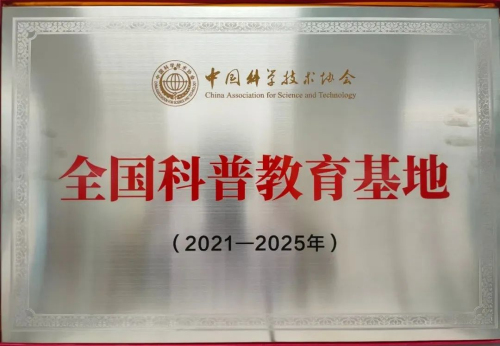 中国科学技术协会
China Association for Science and Technology
全国科普教育基地
（2021—2025年）